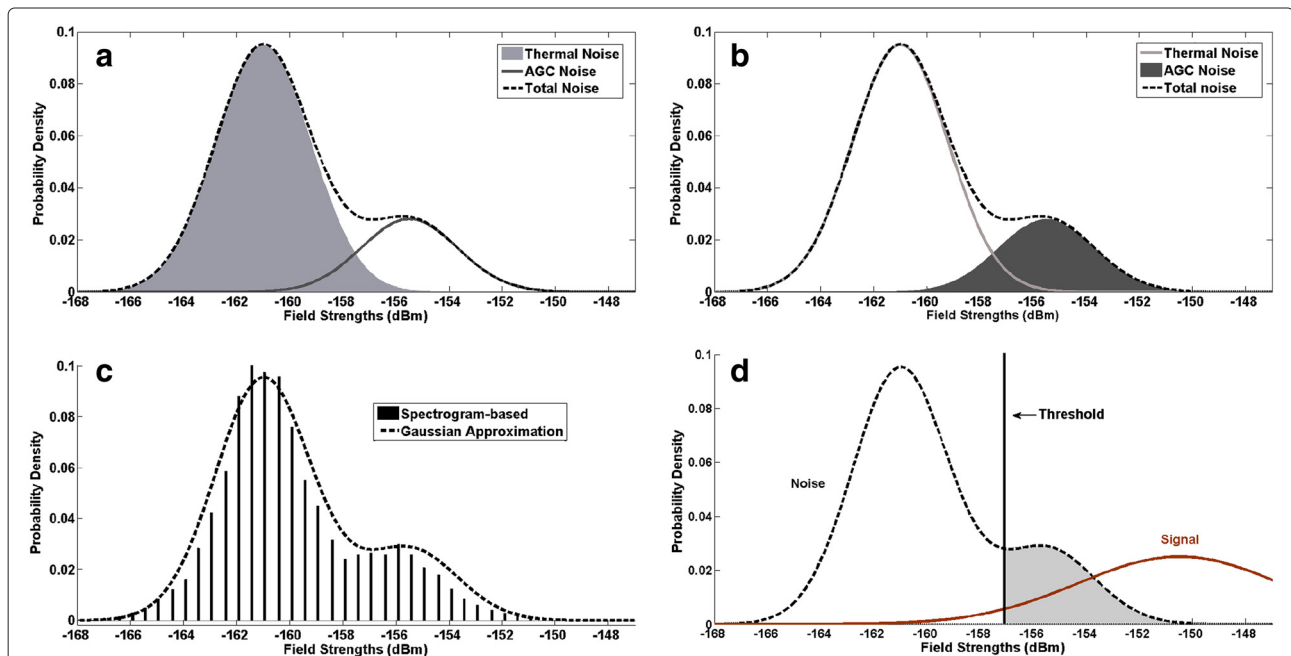 a
0.1
0.08
0.06
0.04
0.02
0
Probability Density
Thermal Noise
AGC Noise
Total Noise
-168 -166 -164 -162 -160 -158 -156 -154 -152 -150 -148
Field Strengths (dBm)
b
0.1
0.08
0.06
0.04
0.02
0
Probability Density
Thermal Noise
AGC Noise
Total noise
-168 -166 -164 -162 -160 -158 -156 -154 -152 -150 -148
Field Strengths (dBm)
c
0.1
0.08
0.06
0.04
0.02
0
Probability Density
Spectrogram-based
Gaussian Approximation
-168 -166 -164 -162 -160 -158 -156 -154 -152 -150 -148
Field Strengths (dBm)
d
0.1
0.08
0.06
0.04
0.02
0
Probability Density
Threshold
Noise
Signal
-168 -166 -164 -162 -160 -158 -156 -154 -152 -150 -148
Field Strengths (dBm)